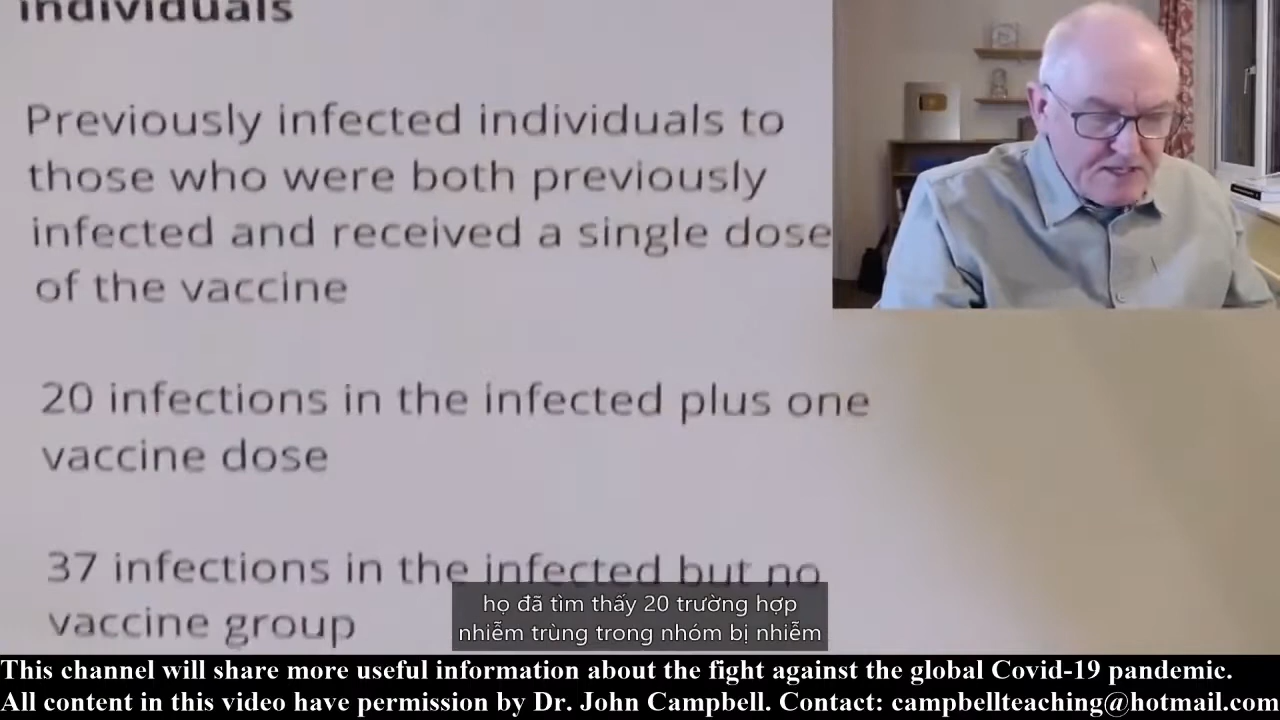 individuals
Previously infected individuals to
those who were both previously
infected and received a single dose
of the vaccine
20 infections in the infected plus one
vaccine dose
37 infections in the infected but no
vaccine group
họ đã tìm thấy 20 trường hợp
nhiễm trùng trong nhóm bị nhiễm
This channel will share more useful information about the fight against the global Covid-19 pandemic.
All content in this video have permission by Dr. John Campbell. Contact: campbellteaching@hotmail.com